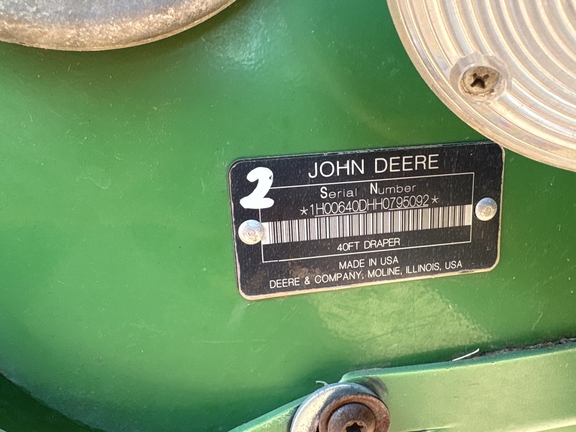 2
JOHN DEERE
Serial Number
*1H00640DHH0795092*
40FT DRAPER
MADE IN USA
DEERE & COMPANY, MOLINE, ILLINOIS, USA